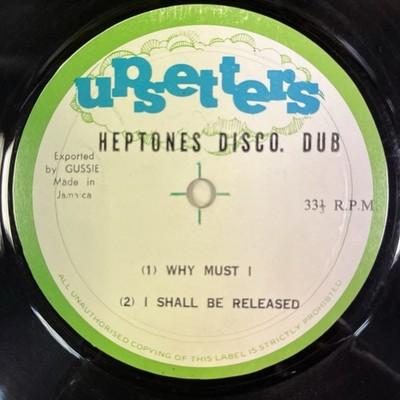 upsetters
HEPTONES DISCO. DUB
Exported
by GUSSIE
Made in
Jamaica
1
33⅓ R.P.M.
(1) WHY MUST I
(2) I SHALL BE RELEASED
ALL UNAUTHORISED COPYING OF THIS LABEL IS STRICTLY PROHIBITED